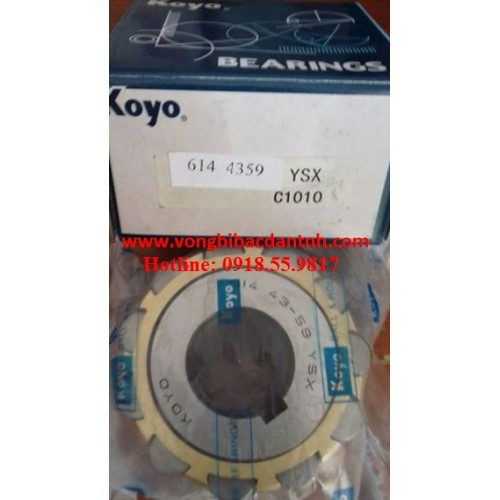 Koyo
BEARINGS
Koyo®
614 4359 YSX
C1010
www.vongbibacdantnh.com
Hotline: 0918.55.9817
614 43-59 YSX
KOYO
Koyo
Koyo